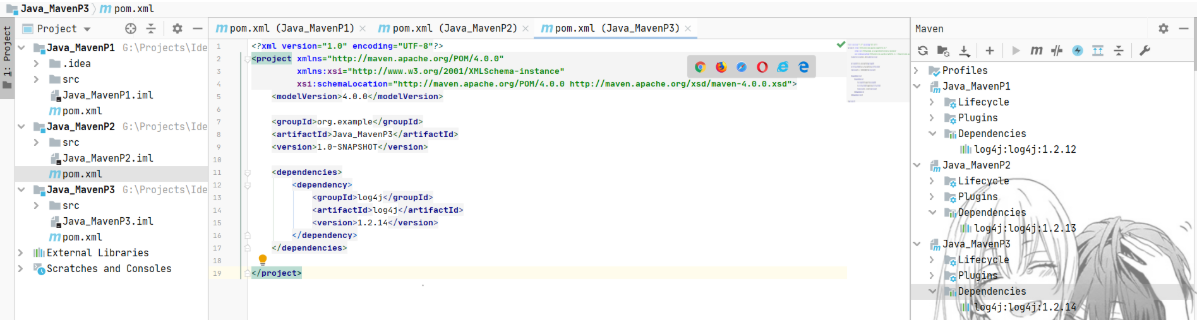 Java_MavenP3 pom.xml
1: Project
Project
Java_MavenP1 G:\Projects\Ide
.idea
src
Java_MavenP1.iml
pom.xml
Java_MavenP2 G:\Projects\Ide
src
Java_MavenP2.iml
pom.xml
Java_MavenP3 G:\Projects\Ide
src
Java_MavenP3.iml
pom.xml
External Libraries
Scratches and Consoles
pom.xml (Java_MavenP1)
pom.xml (Java_MavenP2)
pom.xml (Java_MavenP3)
1 <?xml version="1.0" encoding="UTF-8"?>
2 <project xmlns="http://maven.apache.org/POM/4.0.0"
3 xmlns:xsi="http://www.w3.org/2001/XMLSchema-instance"
4 xsi:schemaLocation="http://maven.apache.org/POM/4.0.0 http://maven.apache.org/xsd/maven-4.0.0.xsd">
5 <modelVersion>4.0.0</modelVersion>
6
7 <groupId>org.example</groupId>
8 <artifactId>Java_MavenP3</artifactId>
9 <version>1.0-SNAPSHOT</version>
10
11 <dependencies>
12 <dependency>
13 <groupId>log4j</groupId>
14 <artifactId>log4j</artifactId>
15 <version>1.2.14</version>
16 </dependency>
17 </dependencies>
18
19 </project>
Maven
Profiles
Java_MavenP1
Lifecycle
Plugins
Dependencies
log4j:log4j:1.2.12
Java_MavenP2
Lifecycle
Plugins
Dependencies
log4j:log4j:1.2.13
Java_MavenP3
Lifecycle
Plugins
Dependencies
log4j:log4j:1.2.14